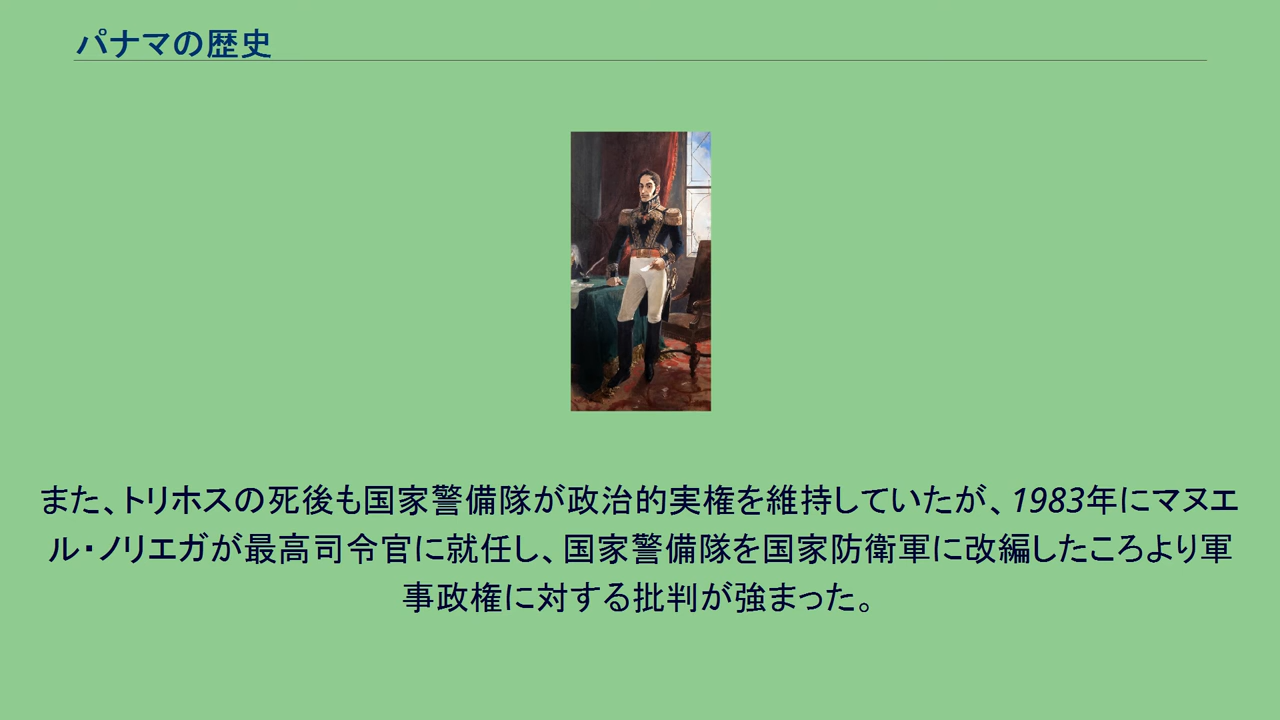 パナマの歴史
また、トリホスの死後も国家警備隊が政治的実権を維持していたが、1983年にマヌエ
ル・ノリエガが最高司令官に就任し、国家警備隊を国家防衛軍に改編したころより軍
事政権に対する批判が強まった。